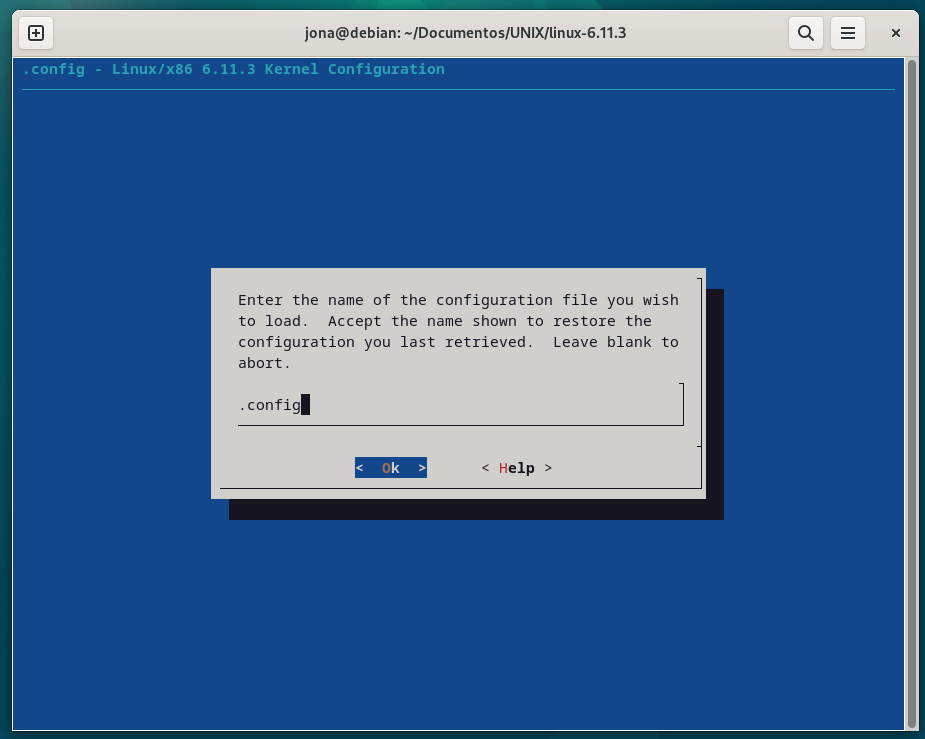 jona@debian: ~/Documentos/UNIX/linux-6.11.3
.config - Linux/x86 6.11.3 Kernel Configuration
Enter the name of the configuration file you wish
to load.  Accept the name shown to restore the
configuration you last retrieved.  Leave blank to
abort.
.config
<  Ok  > < Help >